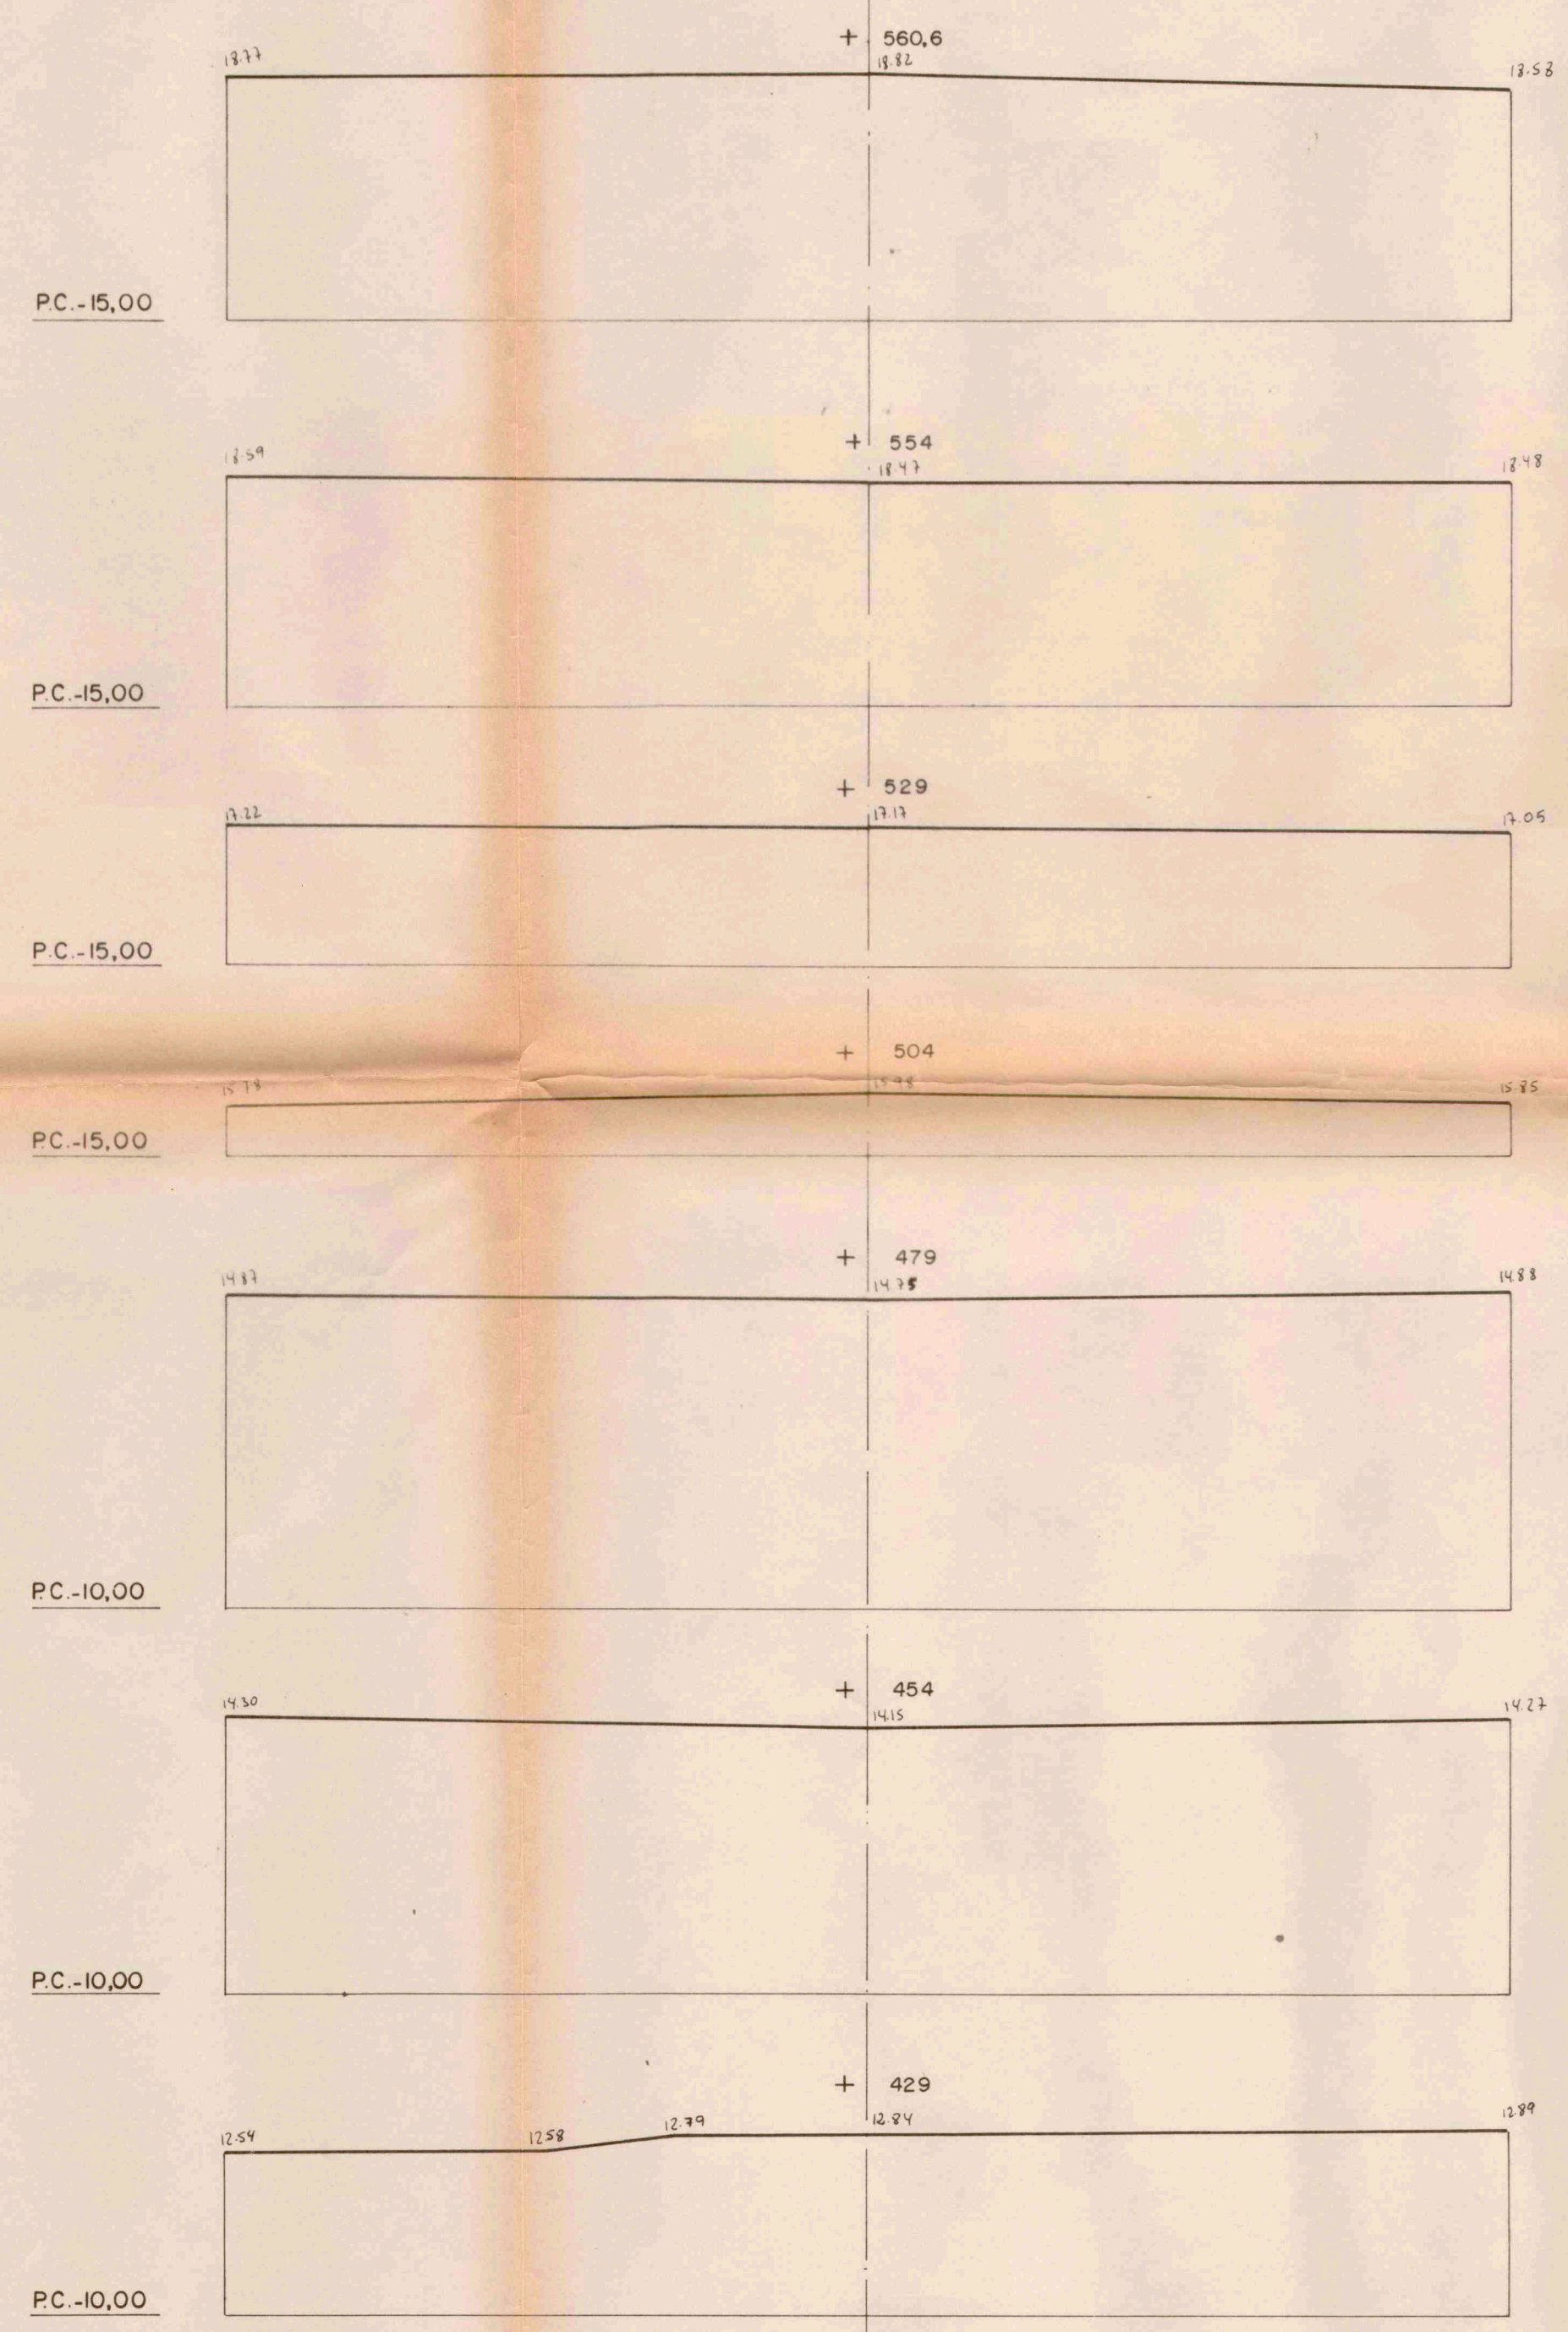 + 560,6
18.77 18.82 18.58
P.C.-15,00
+ 554
18.59 18.47 18.48
P.C.-15,00
+ 529
17.22 17.17 17.05
P.C.-15,00
+ 504
15.78 15.98 15.85
P.C.-15,00
+ 479
14.87 14.75 14.88
P.C.-10,00
+ 454
14.30 14.15 14.27
P.C.-10,00
+ 429
12.54 12.58 12.79 12.84 12.89
P.C.-10,00